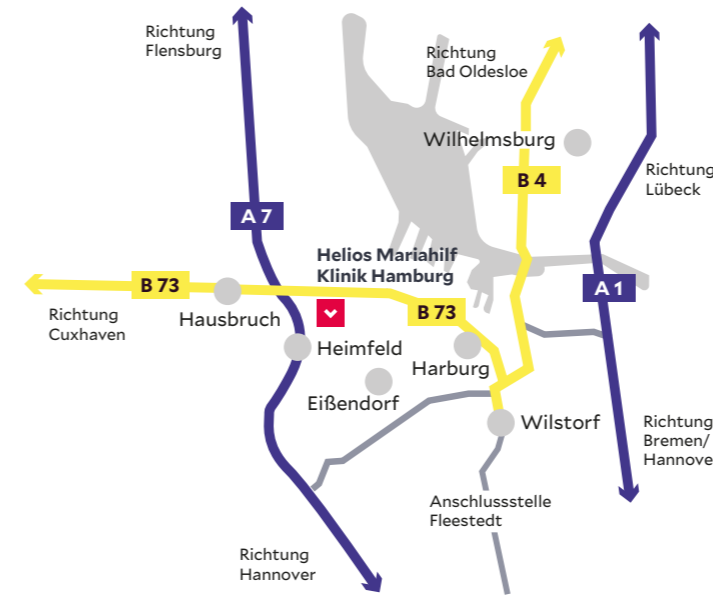 Richtung
Flensburg
Richtung
Bad Oldesloe
Wilhelmsburg
B 4
Richtung
Lübeck
A 7
Helios Mariahilf
Klinik Hamburg
B 73
A 1
Richtung
Cuxhaven
Hausbruch
B 73
Heimfeld
Harburg
Eißendorf
Wilstorf
Richtung
Bremen/
Hannove
Anschlussstelle
Fleestedt
Richtung
Hannover